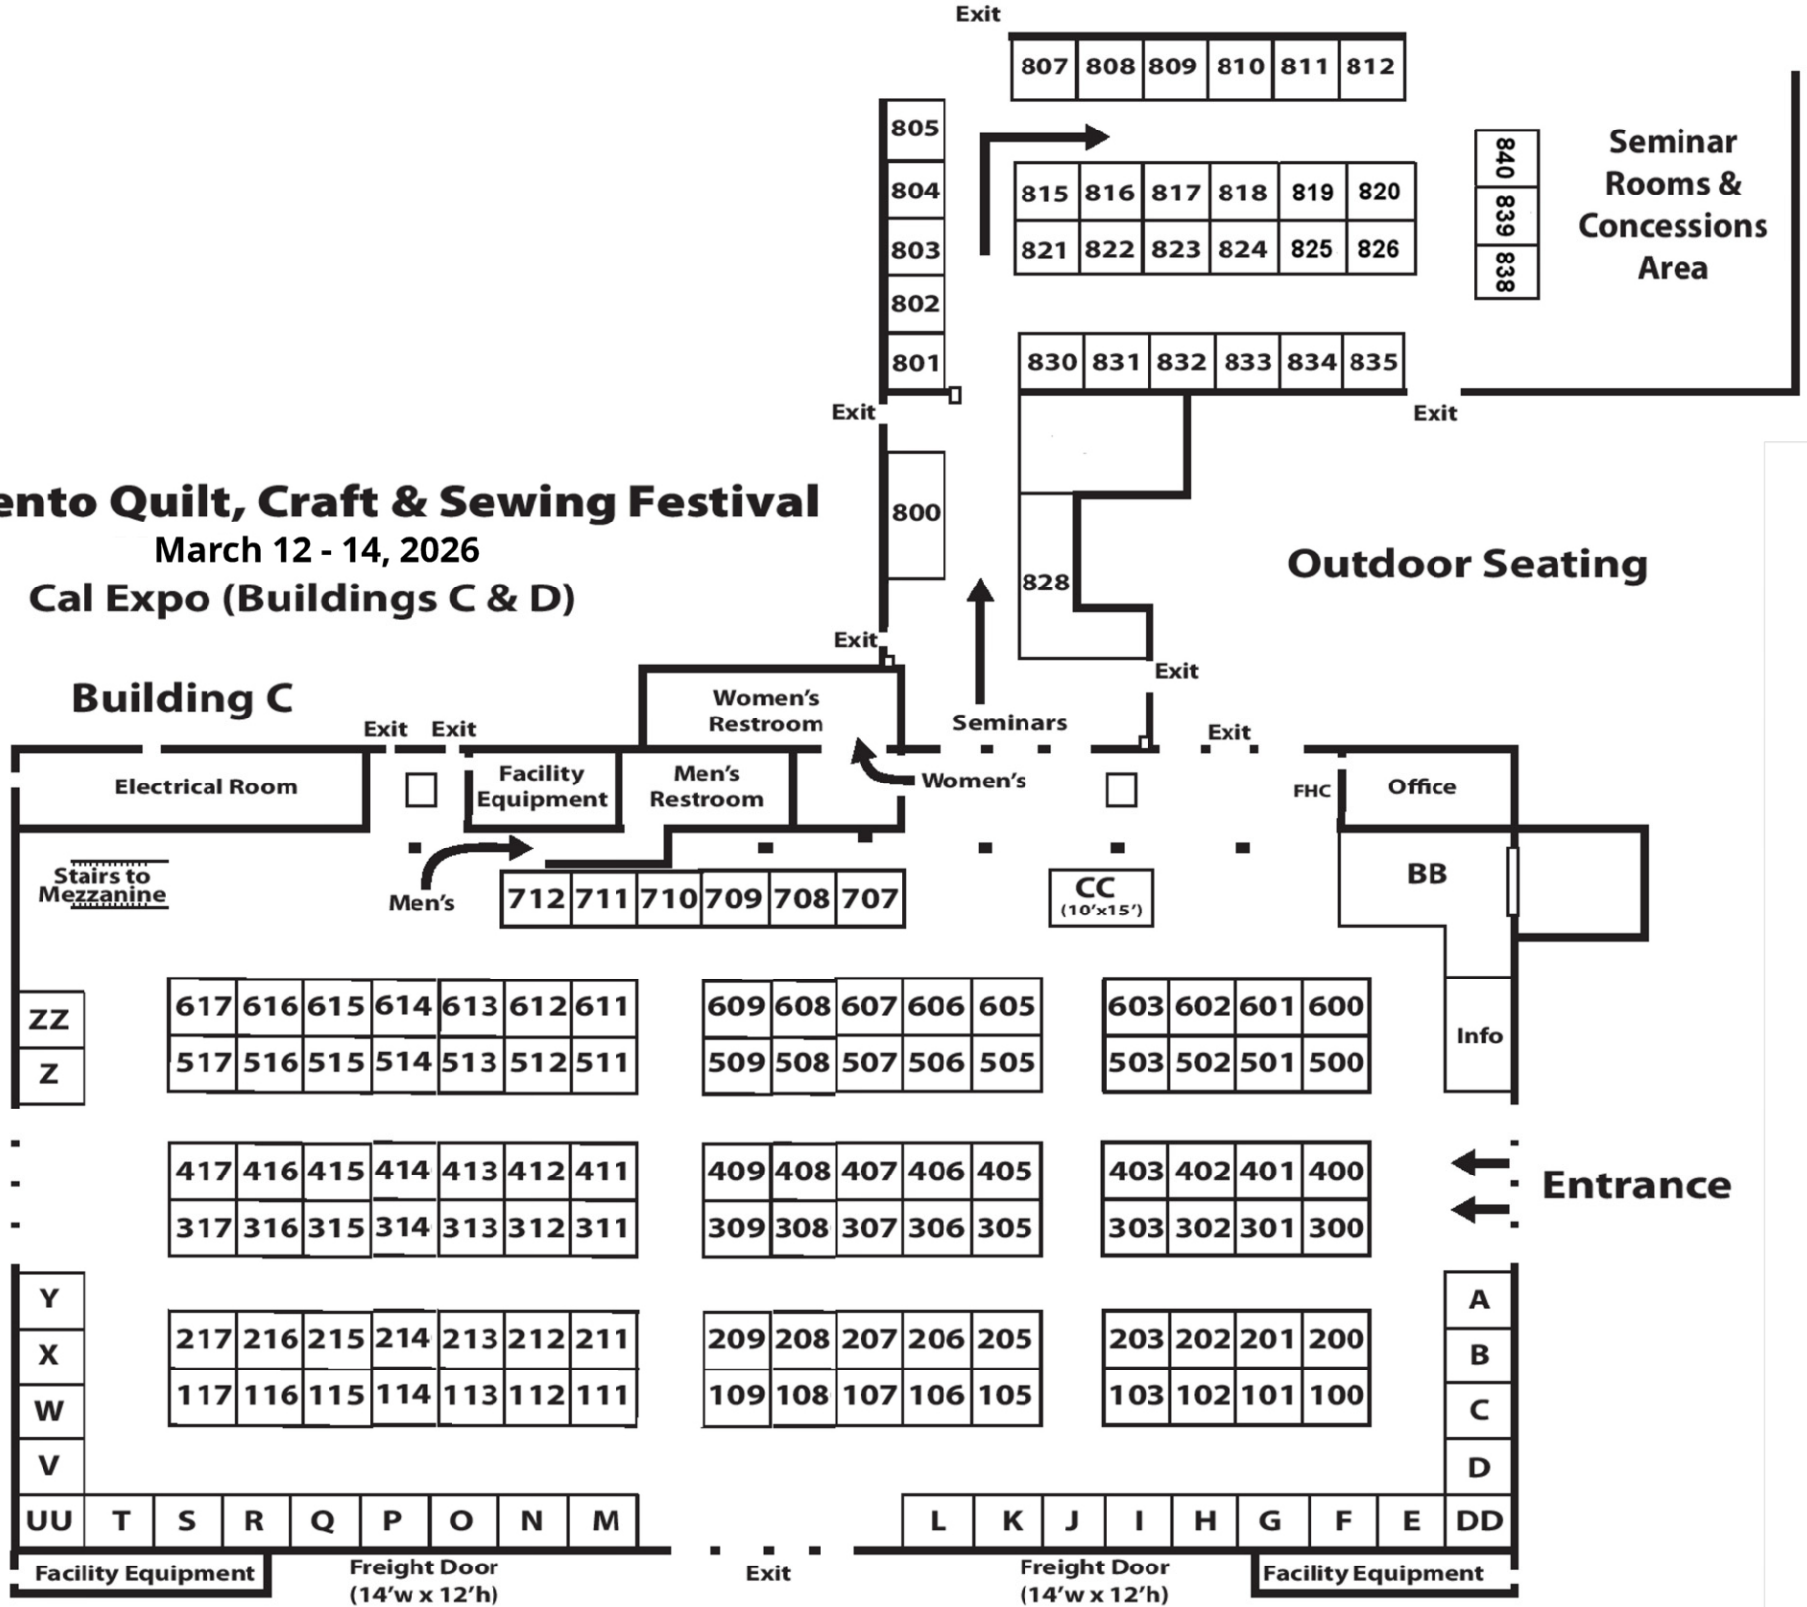 Exit
807 808 809 810 811 812
805
804
803
802
801
815 816 817 818 819 820
821 822 823 824 825 826
840
839
838
Seminar
Rooms &
Concessions
Area
830 831 832 833 834 835
Exit
Exit
800
828
ento Quilt, Craft & Sewing Festival
March 12 - 14, 2026
Cal Expo (Buildings C & D)
Outdoor Seating
Exit
Exit
Building C
Women's
Restroom
Seminars
Exit Exit
Exit
Electrical Room
Facility
Equipment
Men's
Restroom
Women's
FHC
Office
Stairs to
Mezzanine
Men's
712 711 710 709 708 707
CC
(10'x15')
BB
ZZ
Z
617 616 615 614 613 612 611
517 516 515 514 513 512 511
609 608 607 606 605
509 508 507 506 505
603 602 601 600
503 502 501 500
Info
417 416 415 414 413 412 411
317 316 315 314 313 312 311
409 408 407 406 405
309 308 307 306 305
403 402 401 400
303 302 301 300
Entrance
Y
X
W
V
217 216 215 214 213 212 211
117 116 115 114 113 112 111
209 208 207 206 205
109 108 107 106 105
203 202 201 200
103 102 101 100
A
B
C
D
UU T S R Q P O N M
L K J I H G F E DD
Facility Equipment
Freight Door
(14'w x 12'h)
Exit
Freight Door
(14'w x 12'h)
Facility Equipment